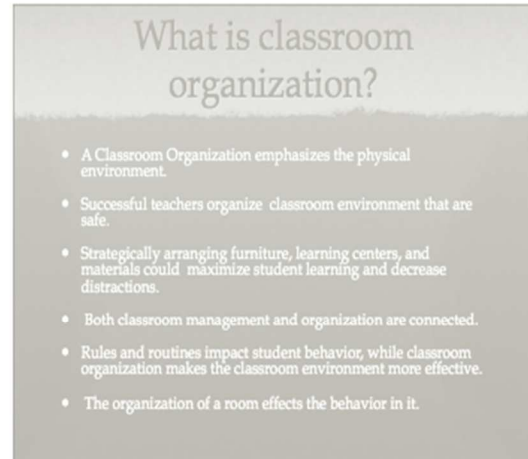 What is classroom
organization?
• A Classroom Organization emphasizes the physical
environment.
• Successful teachers organize classroom environment that are
safe.
• Strategically arranging furniture, learning centers, and
materials could maximize student learning and decrease
distractions.
• Both classroom management and organization are connected.
• Rules and routines impact student behavior, while classroom
organization makes the classroom environment more effective.
• The organization of a room effects the behavior in it.